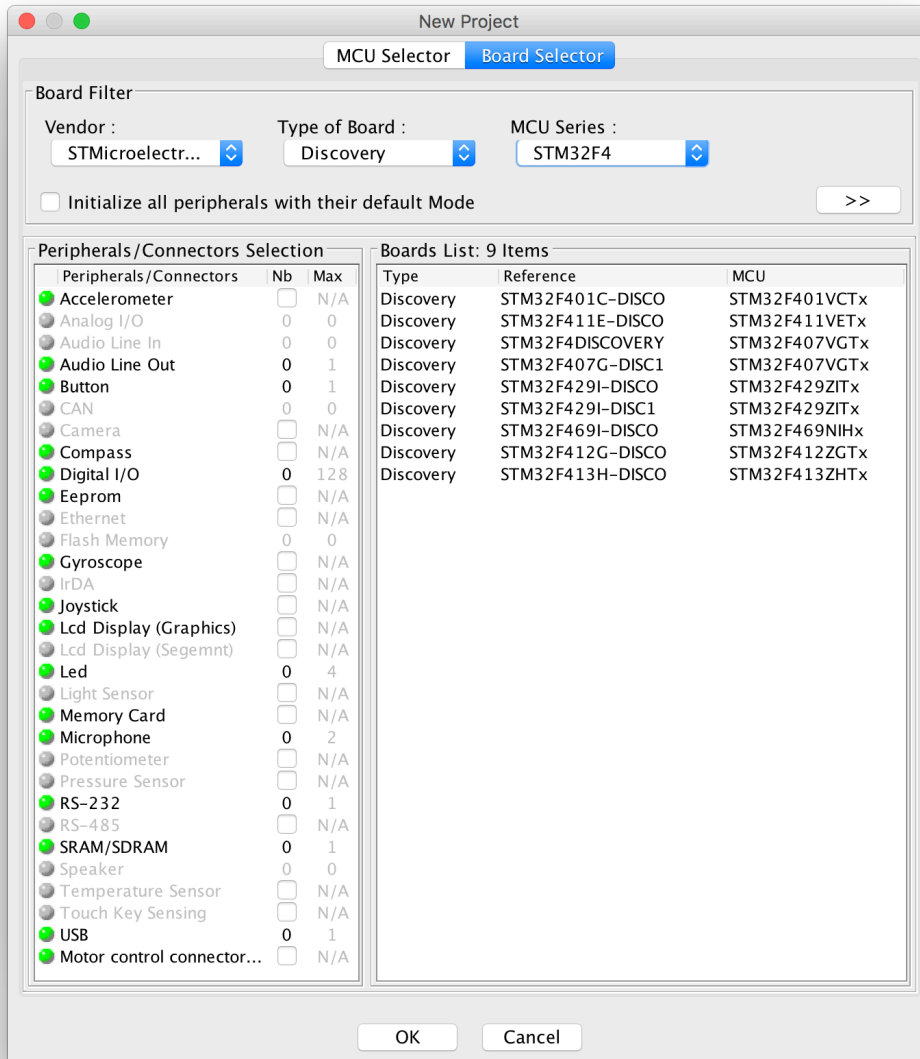 New Project
MCU Selector Board Selector
Board Filter
Vendor : Type of Board : MCU Series :
STMicroelectr... Discovery STM32F4
Initialize all peripherals with their default Mode >>
Peripherals/Connectors Selection
Peripherals/Connectors Nb Max
Accelerometer N/A
Analog I/O 0 0
Audio Line In 0 0
Audio Line Out 0 1
Button 0 1
CAN 0 0
Camera N/A
Compass N/A
Digital I/O 0 128
Eeprom N/A
Ethernet N/A
Flash Memory 0 0
Gyroscope N/A
IrDA N/A
Joystick N/A
Lcd Display (Graphics) N/A
Lcd Display (Segemnt) N/A
Led 0 4
Light Sensor N/A
Memory Card N/A
Microphone 0 2
Potentiometer N/A
Pressure Sensor N/A
RS-232 0 1
RS-485 N/A
SRAM/SDRAM 0 1
Speaker 0 0
Temperature Sensor N/A
Touch Key Sensing N/A
USB 0 1
Motor control connector... N/A
Boards List: 9 Items
Type Reference MCU
Discovery STM32F401C-DISCO STM32F401VCTx
Discovery STM32F411E-DISCO STM32F411VETx
Discovery STM32F4DISCOVERY STM32F407VGTx
Discovery STM32F407G-DISC1 STM32F407VGTx
Discovery STM32F429I-DISCO STM32F429ZITx
Discovery STM32F429I-DISC1 STM32F429ZITx
Discovery STM32F469I-DISCO STM32F469NIHx
Discovery STM32F412G-DISCO STM32F412ZGTx
Discovery STM32F413H-DISCO STM32F413ZHTx
OK Cancel